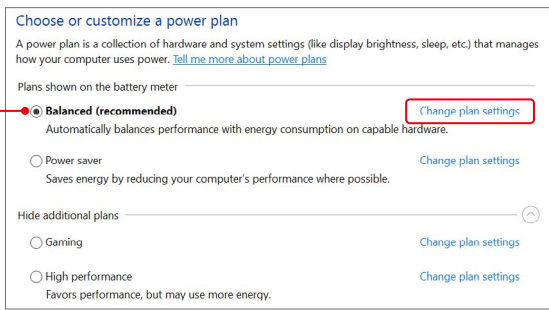 Choose or customize a power plan
A power plan is a collection of hardware and system settings (like display brightness, sleep, etc.) that manages
how your computer uses power. Tell me more about power plans
Plans shown on the battery meter
Balanced (recommended) Change plan settings
Automatically balances performance with energy consumption on capable hardware.
Power saver Change plan settings
Saves energy by reducing your computer's performance where possible.
Hide additional plans
Gaming Change plan settings
High performance Change plan settings
Favors performance, but may use more energy.